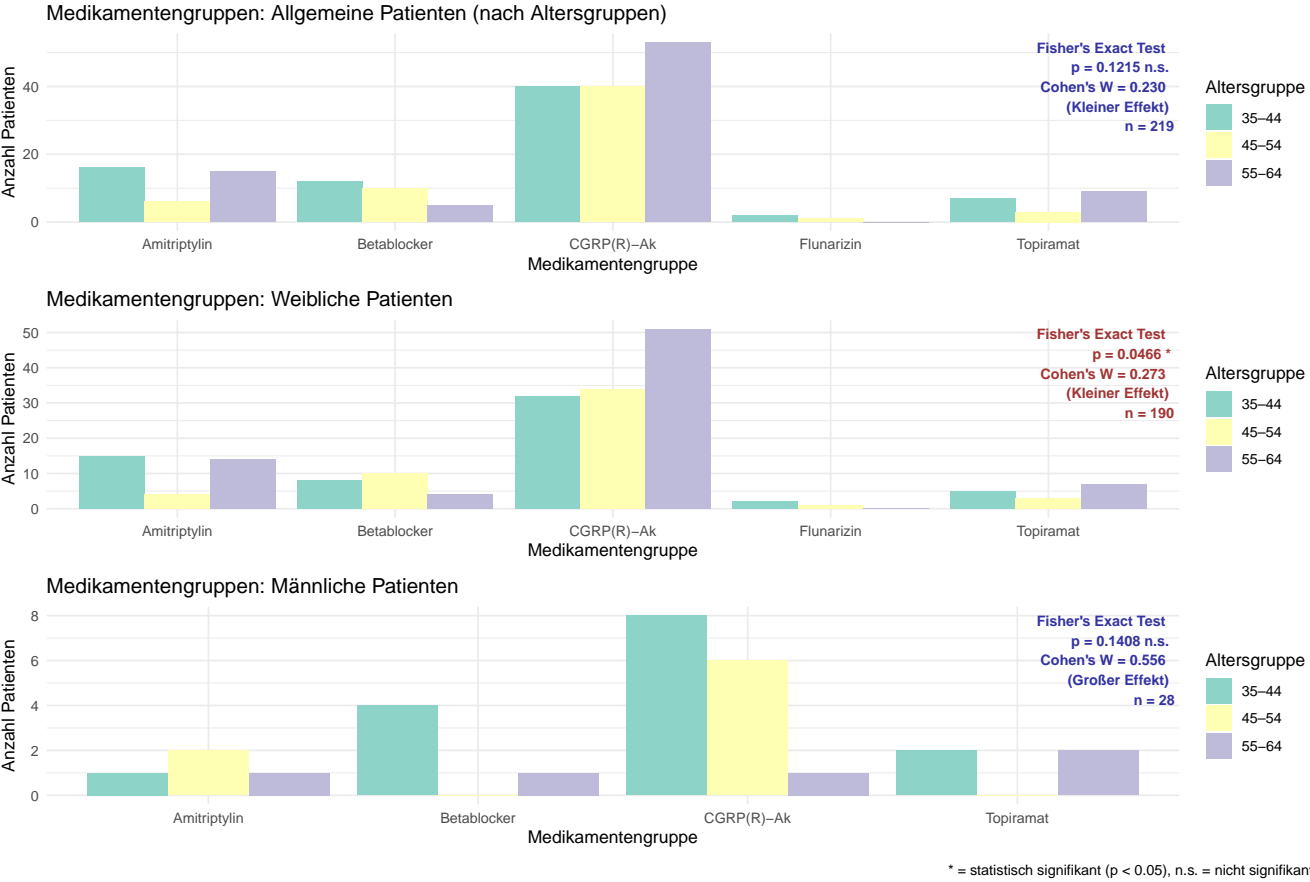 Medikamentengruppen: Allgemeine Patienten (nach Altersgruppen)
Anzahl Patienten
40
20
0
Amitriptylin
Betablocker
CGRP(R)−Ak
Flunarizin
Topiramat
Medikamentengruppe
Fisher's Exact Test
p = 0.1215 n.s.
Cohen's W = 0.230
(Kleiner Effekt)
n = 219
Altersgruppe
35−44
45−54
55−64
Medikamentengruppen: Weibliche Patienten
Anzahl Patienten
50
40
30
20
10
0
Amitriptylin
Betablocker
CGRP(R)−Ak
Flunarizin
Topiramat
Medikamentengruppe
Fisher's Exact Test
p = 0.0466 *
Cohen's W = 0.273
(Kleiner Effekt)
n = 190
Altersgruppe
35−44
45−54
55−64
Medikamentengruppen: Männliche Patienten
Anzahl Patienten
8
6
4
2
0
Amitriptylin
Betablocker
CGRP(R)−Ak
Topiramat
Medikamentengruppe
Fisher's Exact Test
p = 0.1408 n.s.
Cohen's W = 0.556
(Großer Effekt)
n = 28
Altersgruppe
35−44
45−54
55−64
* = statistisch signifikant (p < 0.05), n.s. = nicht signifikan